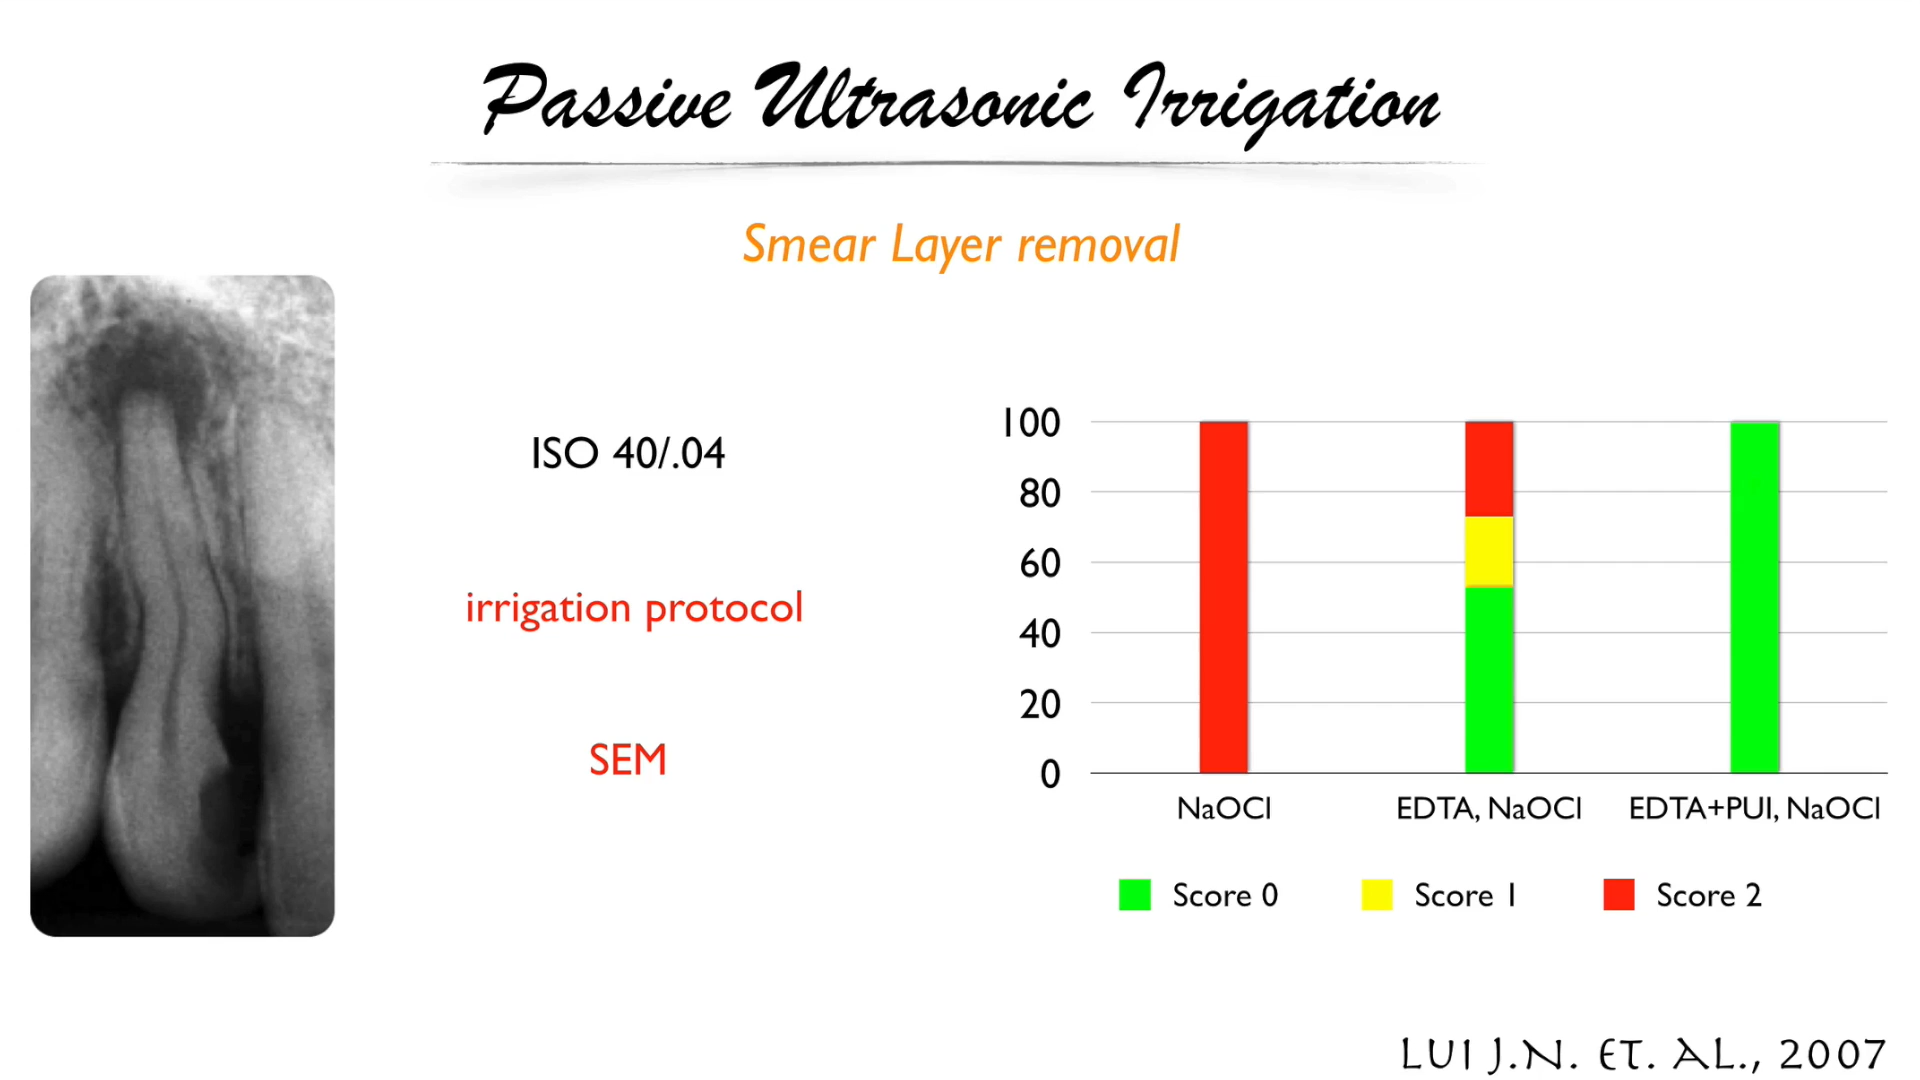 Passive Ultrasonic Irrigation
Smear Layer removal
ISO 40/.04
irrigation protocol
SEM
100
80
60
40
20
0
NaOCl
EDTA, NaOCl
EDTA+PUI, NaOCl
Score 0
Score 1
Score 2
LUI J.N. ET. AL., 2007